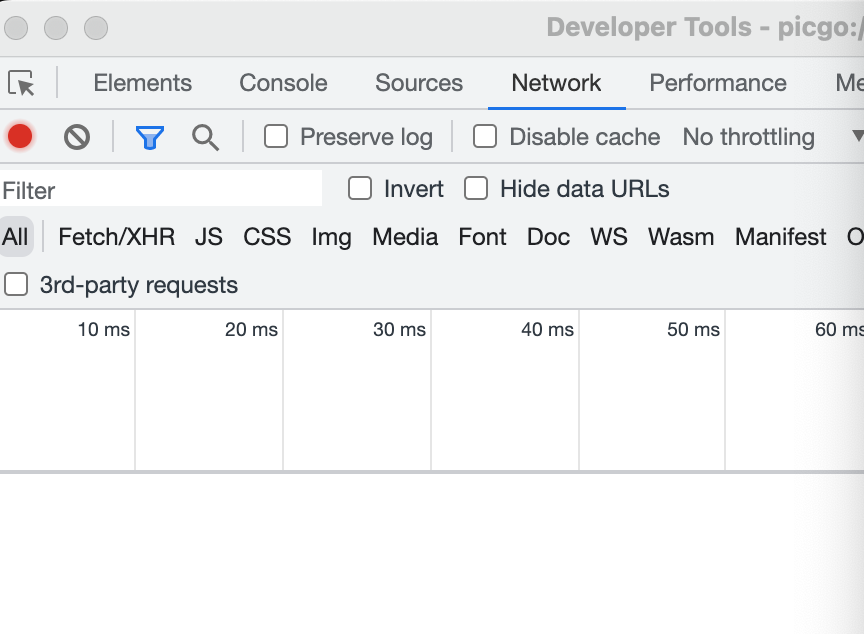 Developer Tools - picgo:/
Elements Console Sources Network Performance Me
Preserve log Disable cache No throttling
Filter Invert Hide data URLs
All Fetch/XHR JS CSS Img Media Font Doc WS Wasm Manifest O
3rd-party requests
10 ms 20 ms 30 ms 40 ms 50 ms 60 ms